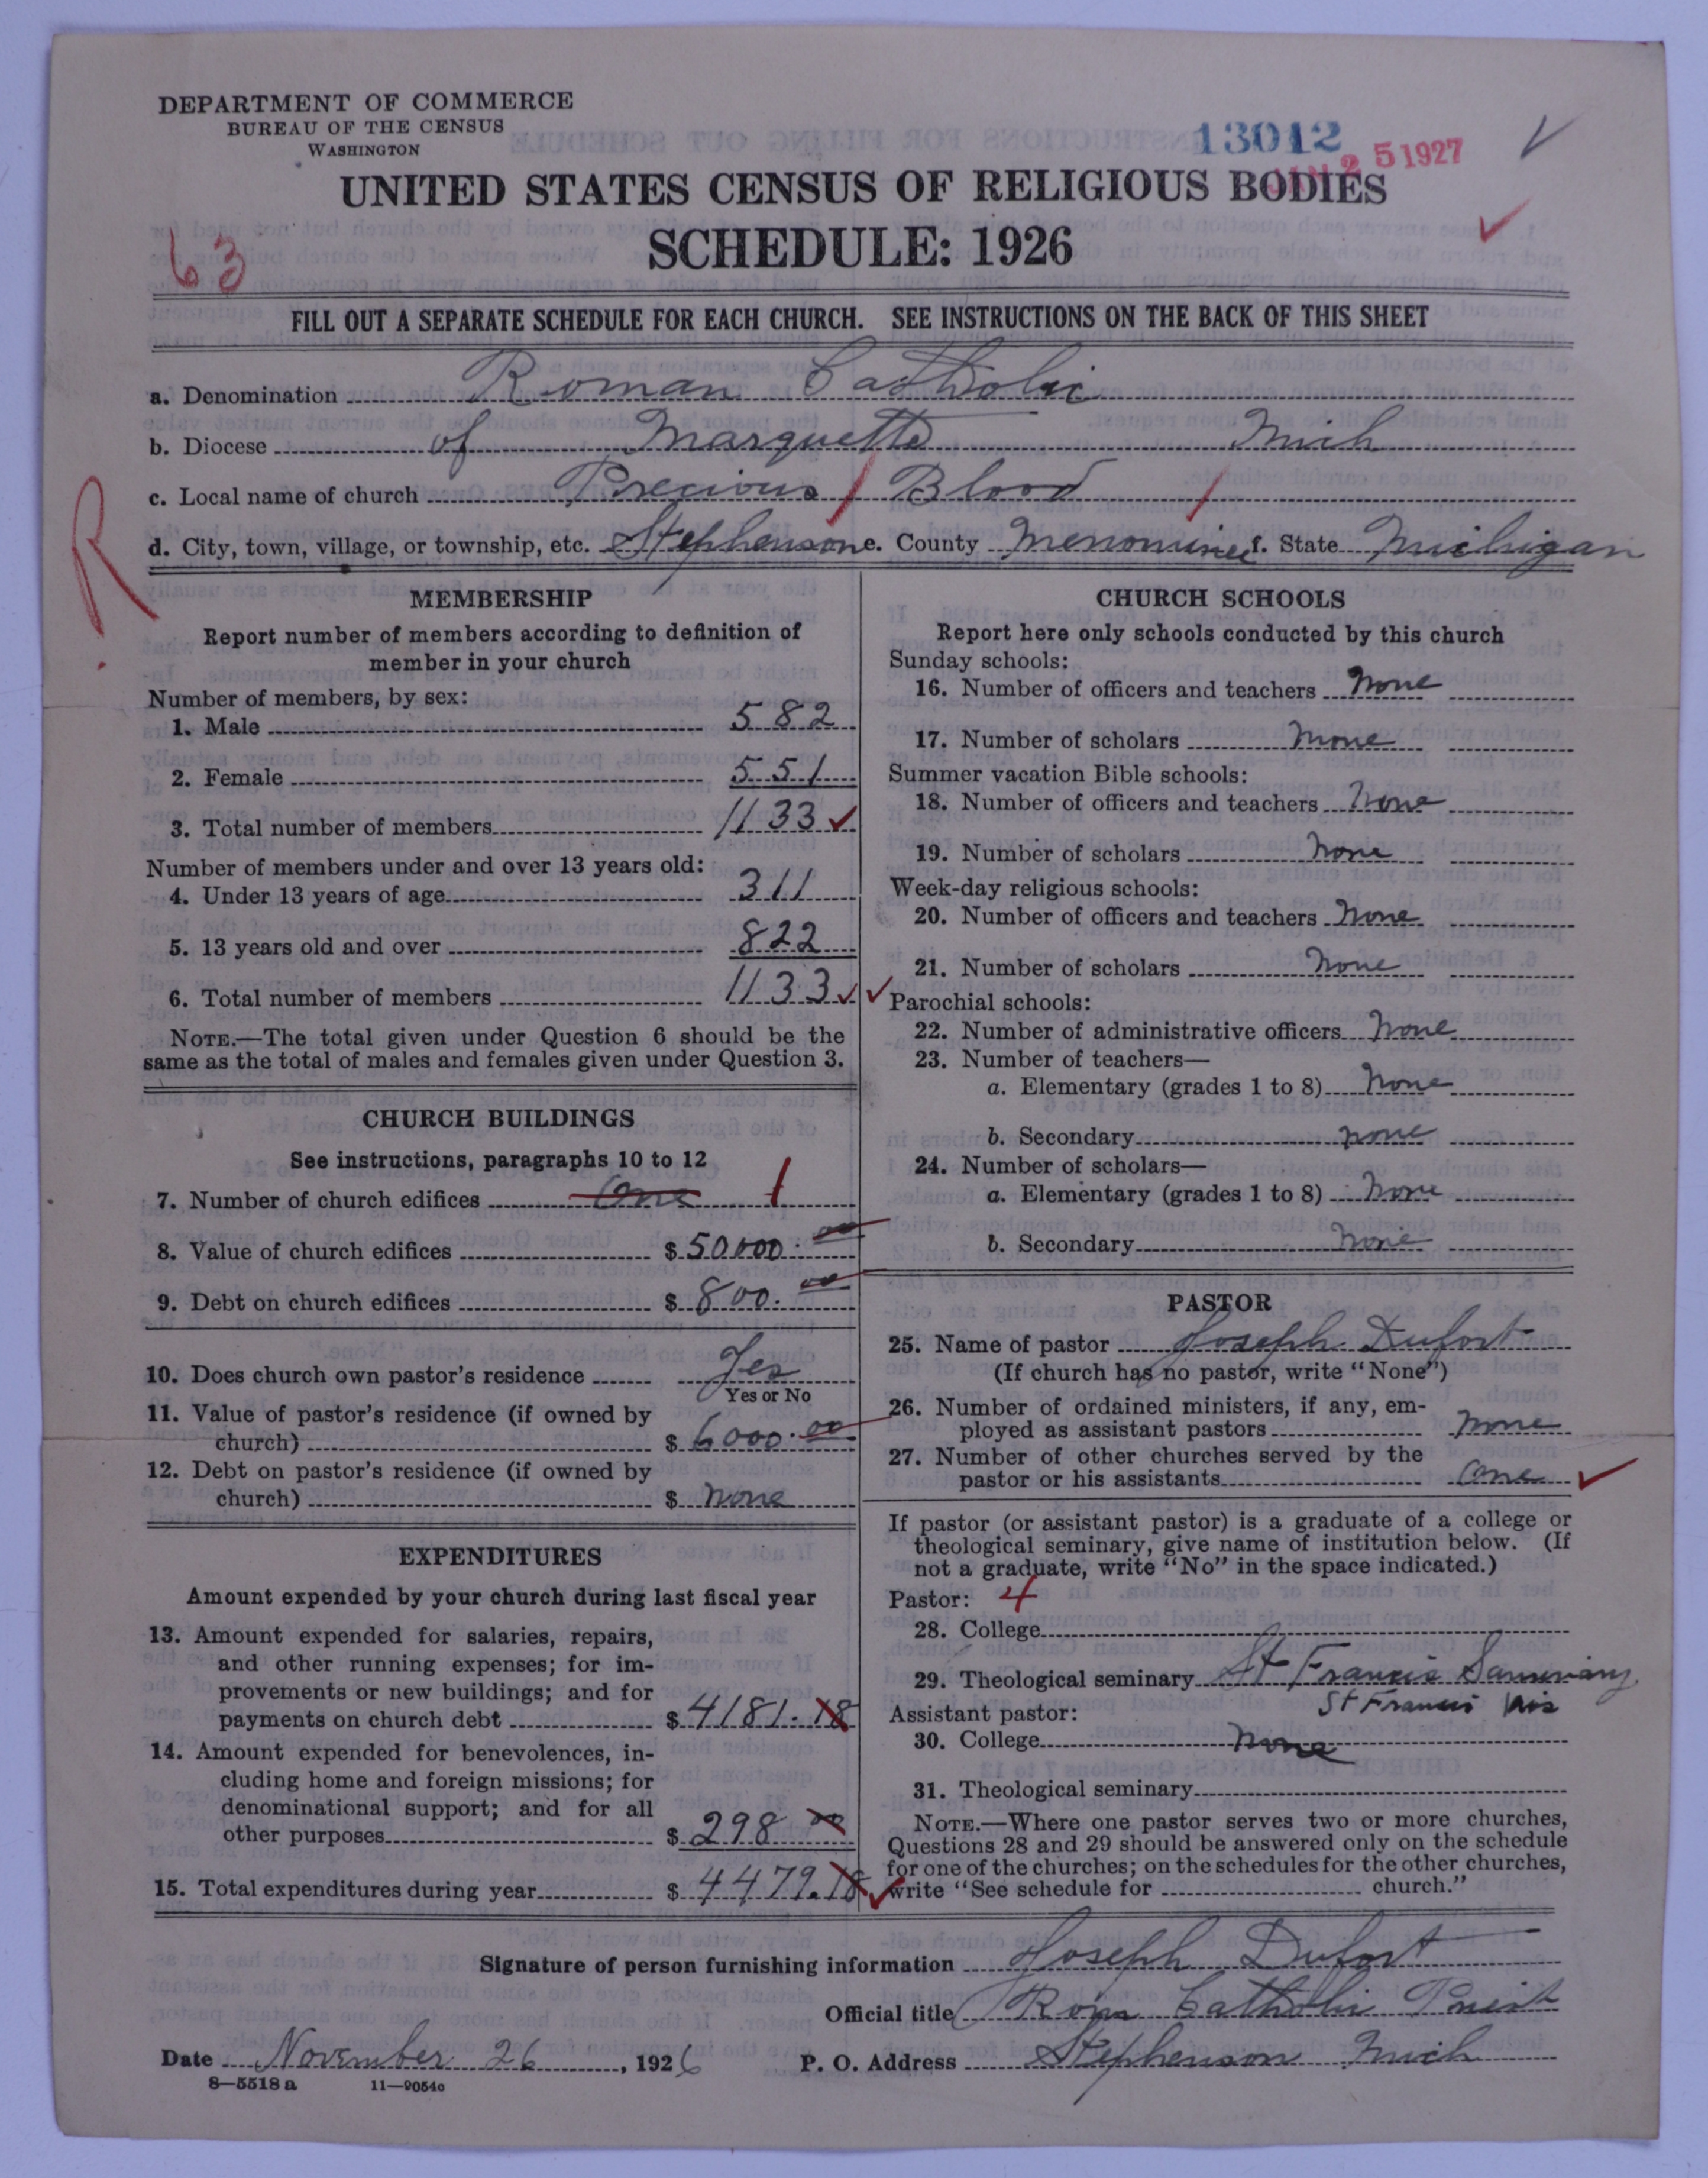 DEPARTMENT OF COMMERCE
BUREAU OF THE CENSUS
WASHINGTON
13012
JAN 25 1927
UNITED STATES CENSUS OF RELIGIOUS BODIES
SCHEDULE: 1926
63
FILL OUT A SEPARATE SCHEDULE FOR EACH CHURCH. SEE INSTRUCTIONS ON THE BACK OF THIS SHEET
a. Denomination Roman Catholic
b. Diocese of Marquette Mich
c. Local name of church Precious Blood
d. City, town, village, or township, etc. Stephenson e. County Menominee f. State Michigan
R
MEMBERSHIP
Report number of members according to definition of
member in your church
Number of members, by sex:
1. Male 582
2. Female 551
3. Total number of members 1133
Number of members under and over 13 years old:
4. Under 13 years of age 311
5. 13 years old and over 822
6. Total number of members 1133
NOTE.—The total given under Question 6 should be the
same as the total of males and females given under Question 3.
CHURCH BUILDINGS
See instructions, paragraphs 10 to 12
7. Number of church edifices One 1
8. Value of church edifices $ 50000.00
9. Debt on church edifices $ 800.00
10. Does church own pastor's residence Yes
Yes or No
11. Value of pastor's residence (if owned by
church) $ 6000.00
12. Debt on pastor's residence (if owned by
church) $ none
EXPENDITURES
Amount expended by your church during last fiscal year
13. Amount expended for salaries, repairs,
and other running expenses; for im-
provements or new buildings; and for
payments on church debt $ 4181.18
14. Amount expended for benevolences, in-
cluding home and foreign missions; for
denominational support; and for all
other purposes $ 298 00
15. Total expenditures during year $ 4479.18
CHURCH SCHOOLS
Report here only schools conducted by this church
Sunday schools:
16. Number of officers and teachers none
17. Number of scholars none
Summer vacation Bible schools:
18. Number of officers and teachers none
19. Number of scholars none
Week-day religious schools:
20. Number of officers and teachers none
21. Number of scholars none
Parochial schools:
22. Number of administrative officers none
23. Number of teachers—
a. Elementary (grades 1 to 8) none
b. Secondary none
24. Number of scholars—
a. Elementary (grades 1 to 8) none
b. Secondary none
PASTOR
25. Name of pastor Joseph Dufort
(If church has no pastor, write "None")
26. Number of ordained ministers, if any, em-
ployed as assistant pastors none
27. Number of other churches served by the
pastor or his assistants One
If pastor (or assistant pastor) is a graduate of a college or
theological seminary, give name of institution below. (If
not a graduate, write "No" in the space indicated.)
Pastor: 4
28. College
29. Theological seminary St Francis Seminary
St Francis Wis
Assistant pastor:
30. College none
31. Theological seminary
NOTE.—Where one pastor serves two or more churches,
Questions 28 and 29 should be answered only on the schedule
for one of the churches; on the schedules for the other churches,
write "See schedule for church."
Signature of person furnishing information Joseph Dufort
Official title Rom Catholic Priest
Date November 26, 1926 P. O. Address Stephenson Mich
8—5518 a 11—9054c